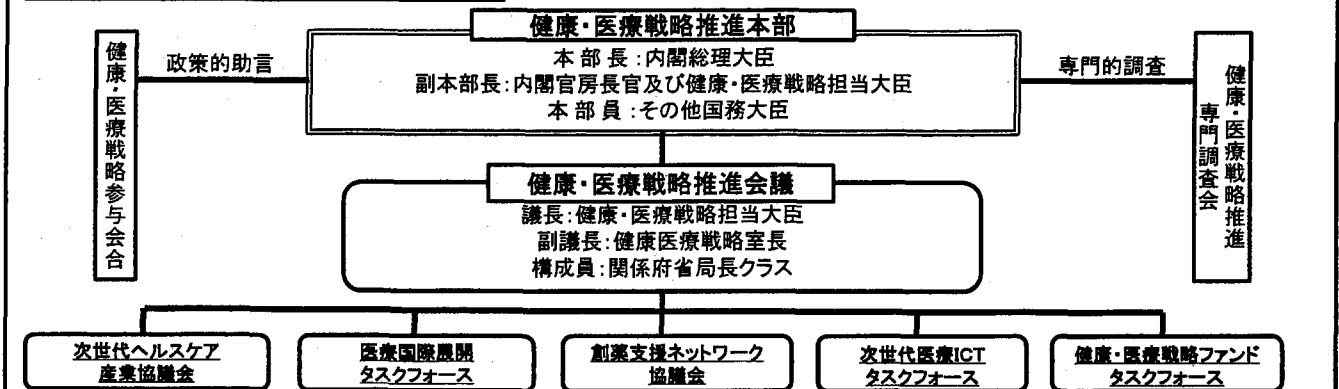 健康・医療戦略推進本部
本部長:内閣総理大臣
副本部長:内閣官房長官及び健康・医療戦略担当大臣
本部員:その他国務大臣
健康・医療戦略参与会合
政策的助言
専門的調査
健康・医療戦略推進
専門調査会
健康・医療戦略推進会議
議長:健康・医療戦略担当大臣
副議長:健康医療戦略室長
構成員:関係府省局長クラス
次世代ヘルスケア
産業協議会
医療国際展開
タスクフォース
創薬支援ネットワーク
協議会
次世代医療ICT
タスクフォース
健康・医療戦略ファンド
タスクフォース